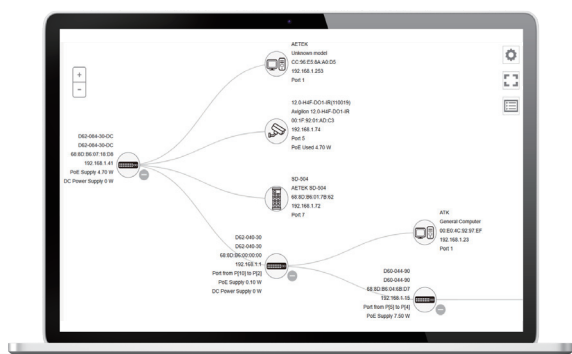 AETEK
Unknown model
CC:96:E5:8A:A0:D5
192.168.1.253
Port 1
12.0-H4F-DO1-IR(110019)
Avigilon 12.0-H4F-DO1-IR
00:1F:92:01:AD:C3
192.168.1.74
Port 5
PoE Used 4.70 W
D62-084-30-DC
D62-084-30-DC
68:8D:B6:07:18:D8
192.168.1.41
PoE Supply 4.70 W
DC Power Supply 0 W
SD-504
AETEK SD-504
68:8D:B6:01:7B:62
192.168.1.72
Port 7
D62-040-30
D62-040-30
68:8D:B6:00:00:00
192.168.1.1
Port from P[10] to P[2]
PoE Supply 0.10 W
DC Power Supply 0 W
ATK
General Computer
00:E0:4C:92:97:EF
192.168.1.23
Port 1
D60-044-90
D60-044-90
68:8D:B6:04:6B:D7
192.168.1.15
Port from P[5] to P[4]
PoE Supply 7.50 W